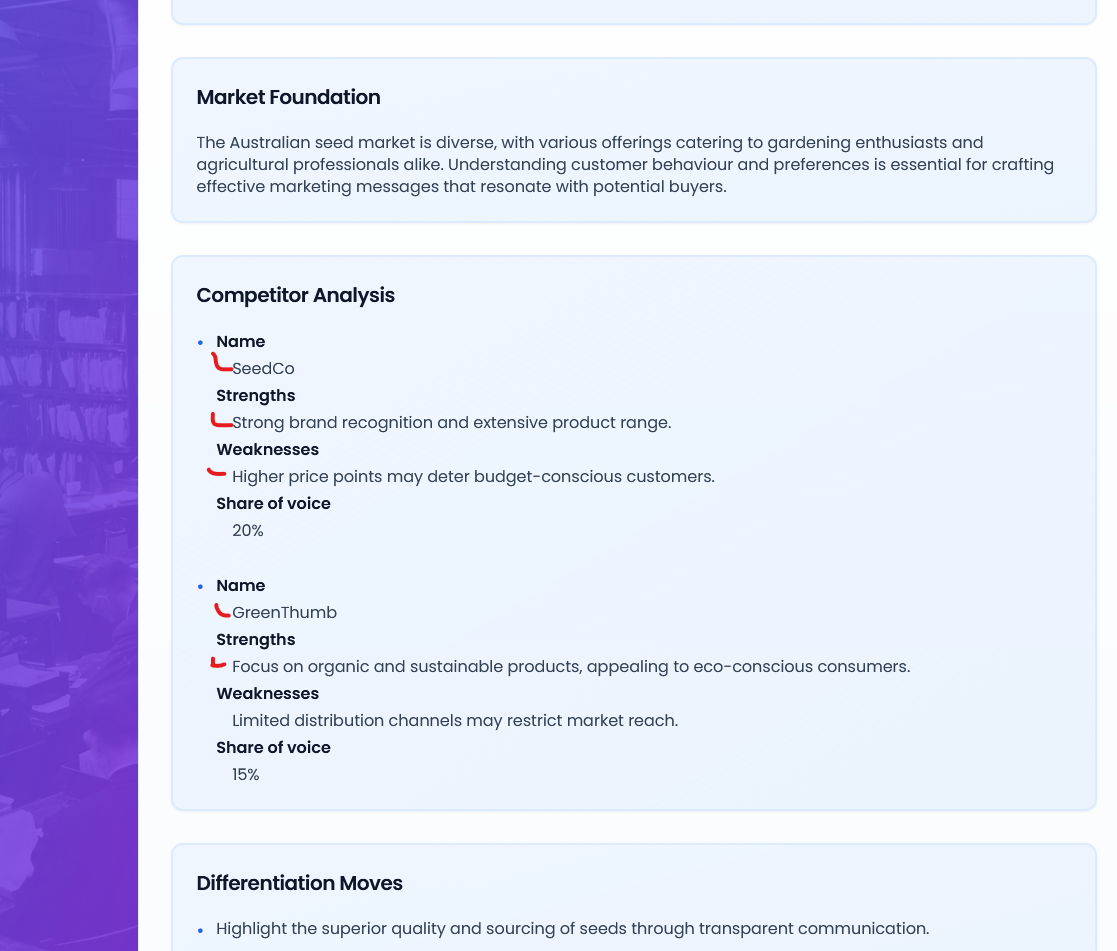 Market Foundation
The Australian seed market is diverse, with various offerings catering to gardening enthusiasts and
agricultural professionals alike. Understanding customer behaviour and preferences is essential for crafting
effective marketing messages that resonate with potential buyers.
Competitor Analysis
• Name
SeedCo
Strengths
Strong brand recognition and extensive product range.
Weaknesses
Higher price points may deter budget-conscious customers.
Share of voice
20%
• Name
GreenThumb
Strengths
Focus on organic and sustainable products, appealing to eco-conscious consumers.
Weaknesses
Limited distribution channels may restrict market reach.
Share of voice
15%
Differentiation Moves
• Highlight the superior quality and sourcing of seeds through transparent communication.